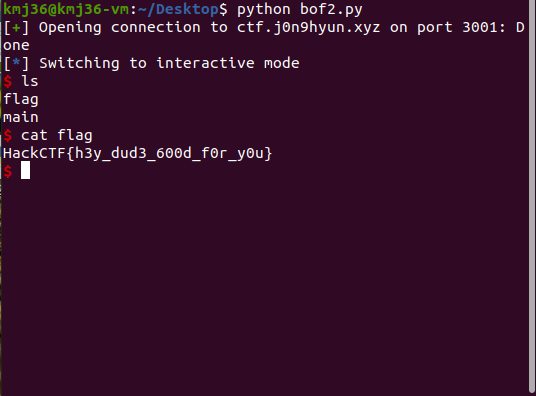 kmj36@kmj36-vm:~/Desktop$ python bof2.py
[+] Opening connection to ctf.j0n9hyun.xyz on port 3001: D
one
[*] Switching to interactive mode
$ ls
flag
main
$ cat flag
HackCTF{h3y_dud3_600d_f0r_y0u}
$